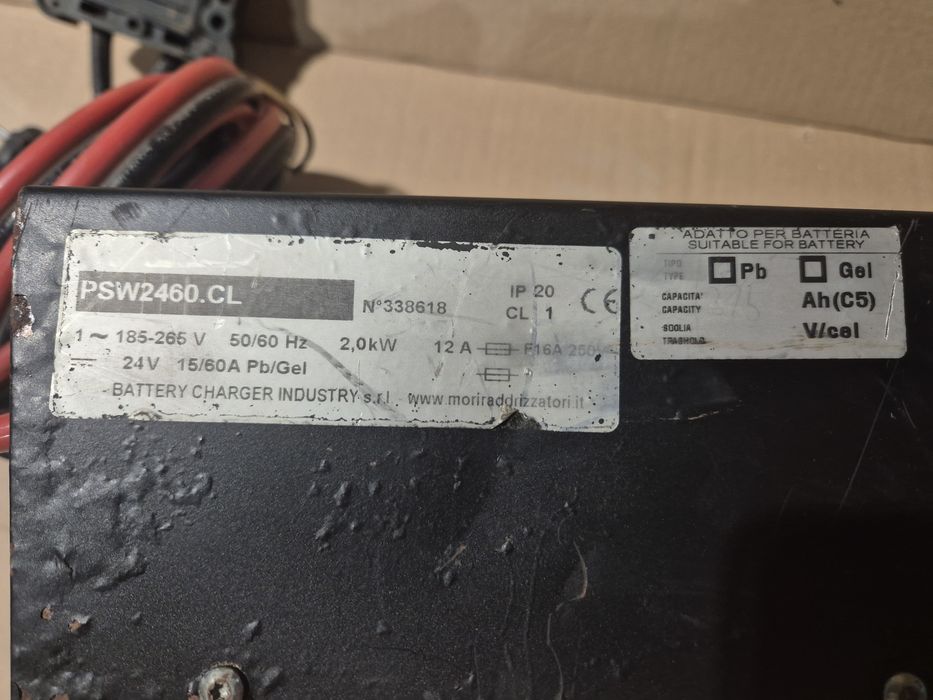 PSW2460.CL
N°338618
IP 20
CL 1
CE
1 ~ 185-265 V 50/60 Hz 2,0kW 12 A F16A
24V 15/60A Pb/Gel
BATTERY CHARGER INDUSTRY s.r.l www.moriraddrizzatori.it
ADATTO PER BATTERIA
SUITABLE FOR BATTERY
TIPO
TYPE
Pb Gel
CAPACITA'
CAPACITY
Ah(C5)
SOGLIA
TRASHOLD
V/cel